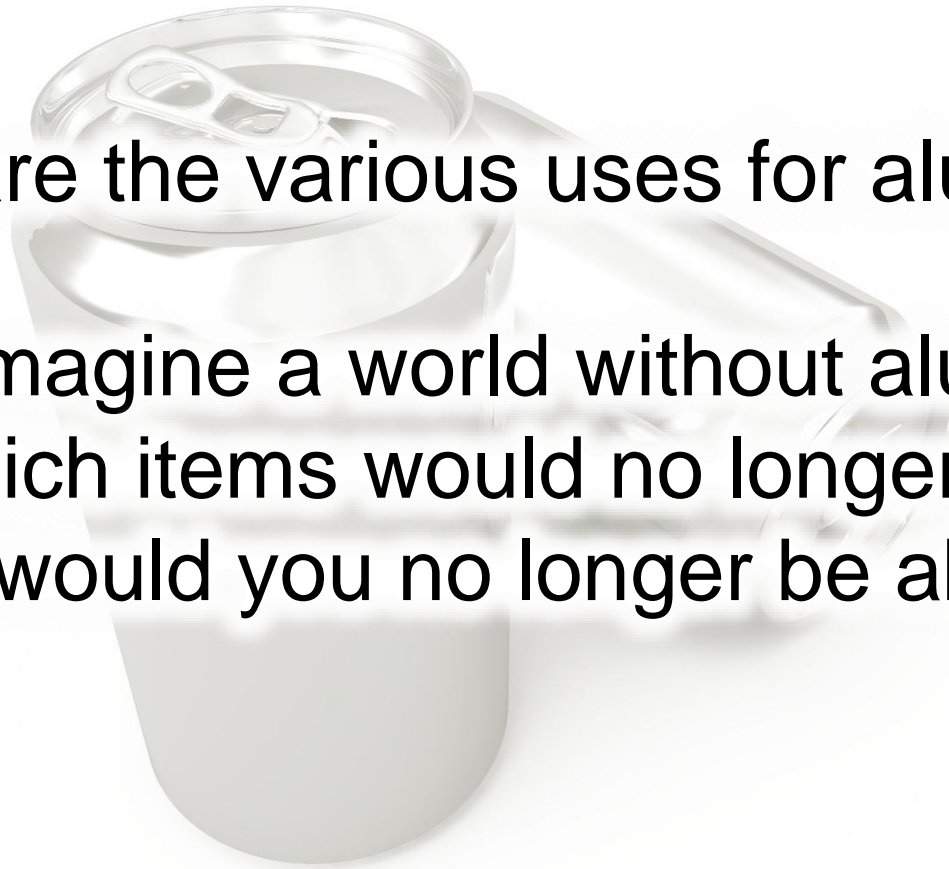 re the various uses for alu
magine a world without alu
ich items would no longer
would you no longer be al